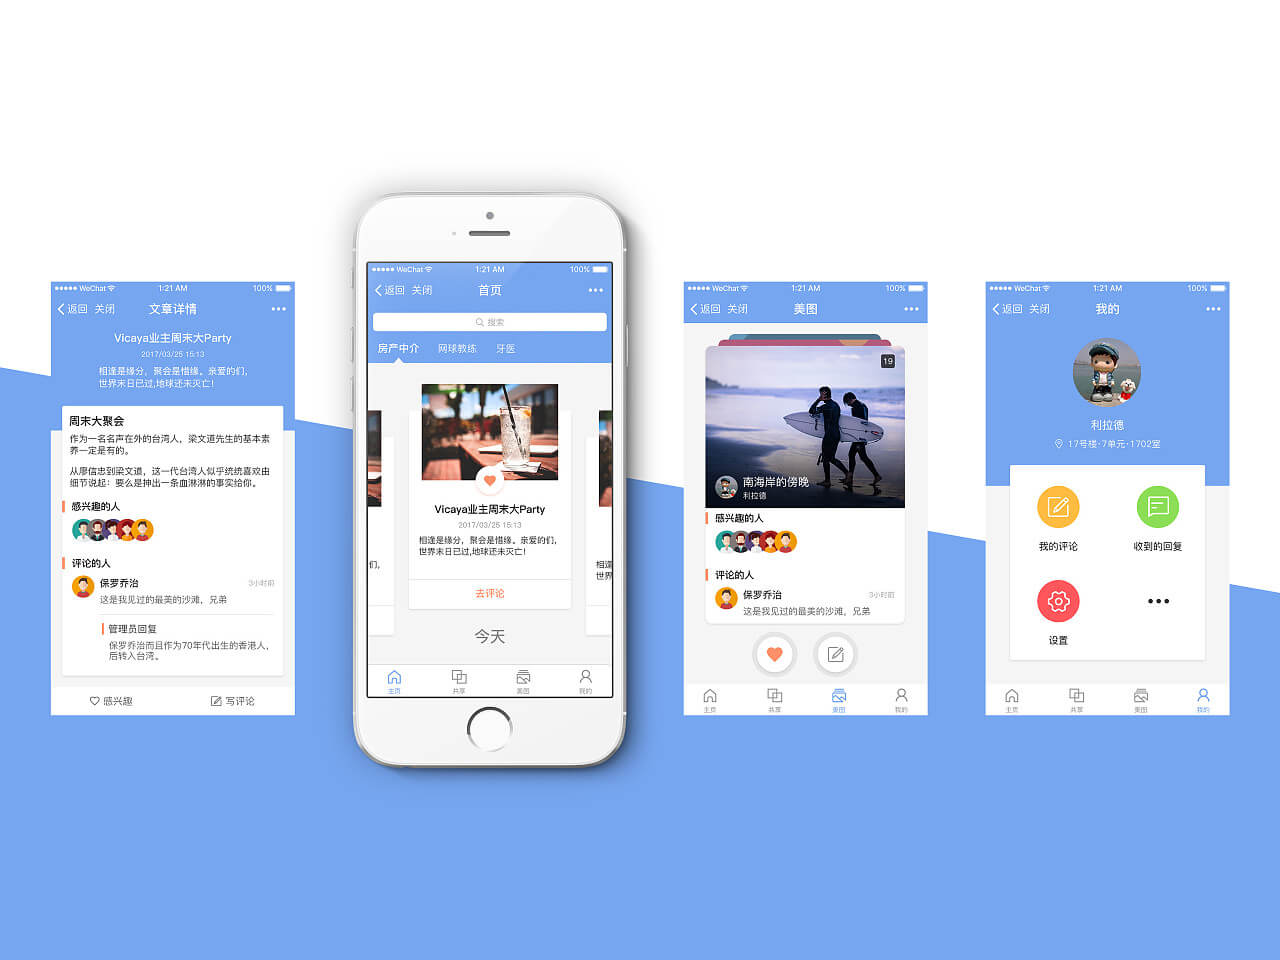 WeChat 1:21 AM 100%
返回 关闭 文章详情
Vicaya业主周末大Party
2017/03/25 15:13
相逢是缘分，聚会是惜缘。亲爱的们，
世界末日已过,地球还未灭亡！
周末大聚会
作为一名名声在外的台湾人，梁文道先生的基本素
养一定是有的。
从廖信忠到梁文道，这一代台湾人似乎统统喜欢由
细节说起：要么是抻出一条血淋淋的事实给你。
感兴趣的人
评论的人
保罗乔治 3小时前
这是我见过的最美的沙滩，兄弟
管理员回复
保罗乔治而且作为70年代出生的香港人，
后转入台湾。
感兴趣 写评论
WeChat 1:21 AM 100%
返回 关闭 首页
搜索
房产中介 网球教练 牙医
Vicaya业主周末大Party
2017/03/25 15:13
相逢是缘分，聚会是惜缘。亲爱的们，
世界末日已过,地球还未灭亡！
去评论
相逢
世界
们，
今天
主页 共享 美图 我的
WeChat 1:21 AM 100%
返回 关闭 美图
19
南海岸的傍晚
利拉德
感兴趣的人
评论的人
保罗乔治 3小时前
这是我见过的最美的沙滩，兄弟
主页 共享 美图 我的
WeChat 1:21 AM 100%
返回 关闭 我的
利拉德
17号楼·7单元·1702室
我的评论 收到的回复
设置
主页 共享 美图 我的